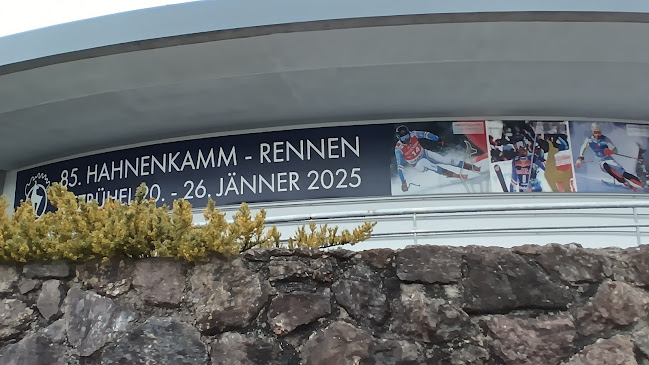 85. HAHNENKAMM - RENNEN
20. - 26. JÄNNER 2025